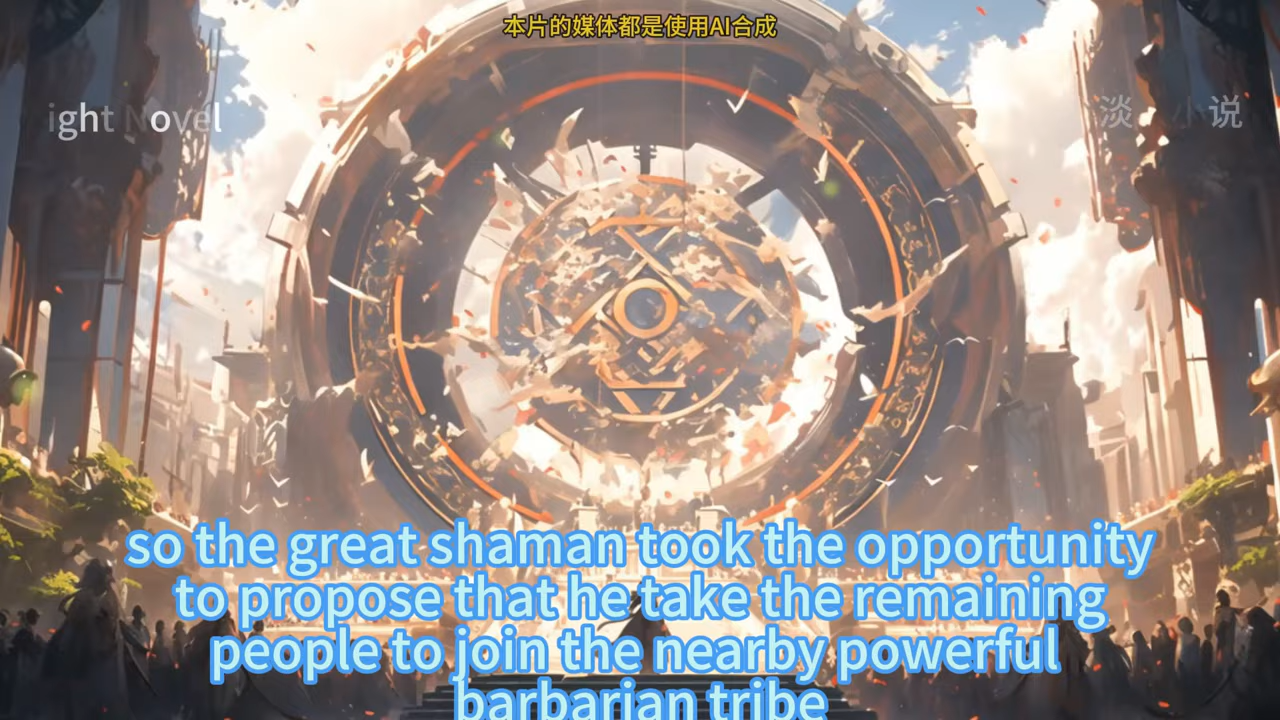 本片的媒体都是使用AI合成
ight Novel
淡 小说
so the great shaman took the opportunity
to propose that he take the remaining
people to join the nearby powerful
barbarian tribe